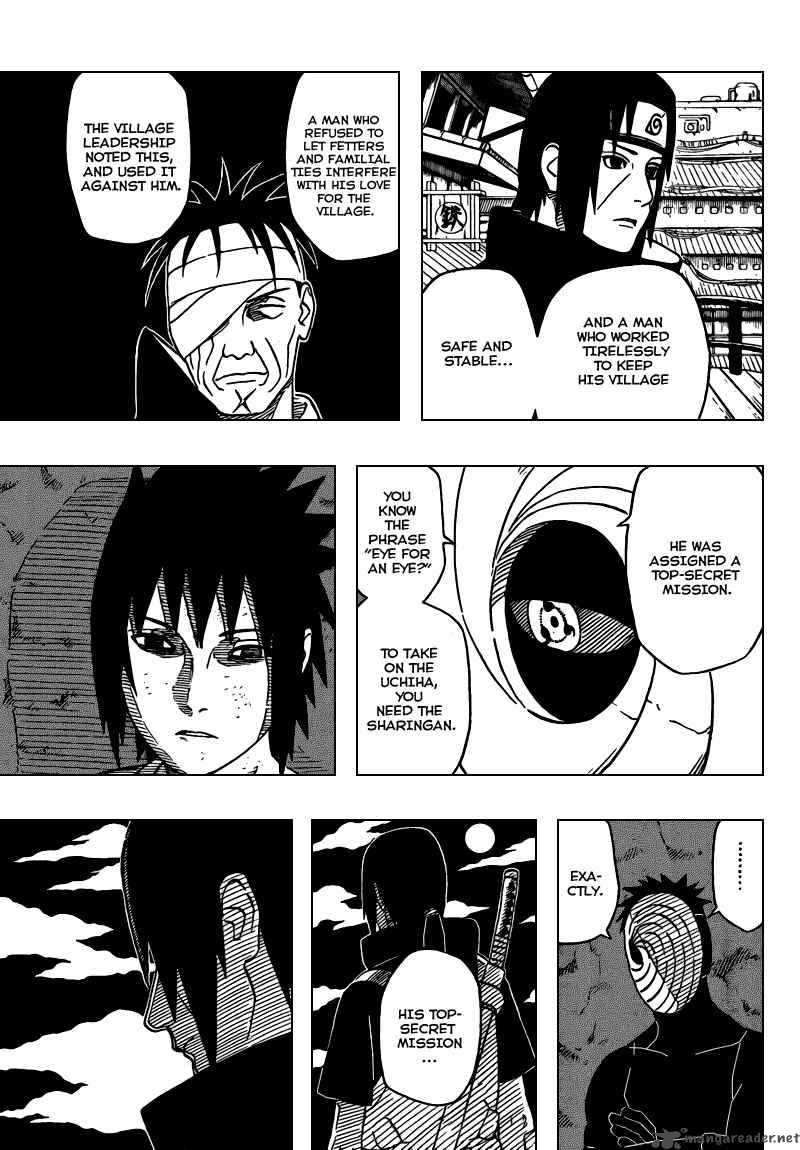 AND A MAN
WHO WORKED
TIRELESSLY
TO KEEP
HIS VILLAGE
SAFE AND
STABLE...
鉄
A MAN WHO
REFUSED TO
LET FETTERS
AND FAMILIAL
TIES INTERFERE
WITH HIS LOVE
FOR THE
VILLAGE.
THE VILLAGE
LEADERSHIP
NOTED THIS,
AND USED IT
AGAINST HIM.
HE WAS
ASSIGNED A
TOP-SECRET
MISSION.
YOU
KNOW
THE
PHRASE
"EYE FOR
AN EYE?"
TO TAKE
ON THE
UCHIHA,
YOU
NEED THE
SHARINGAN.
.........
EXA-
CTLY.
HIS TOP-
SECRET
MISSION
...
mangareader.net